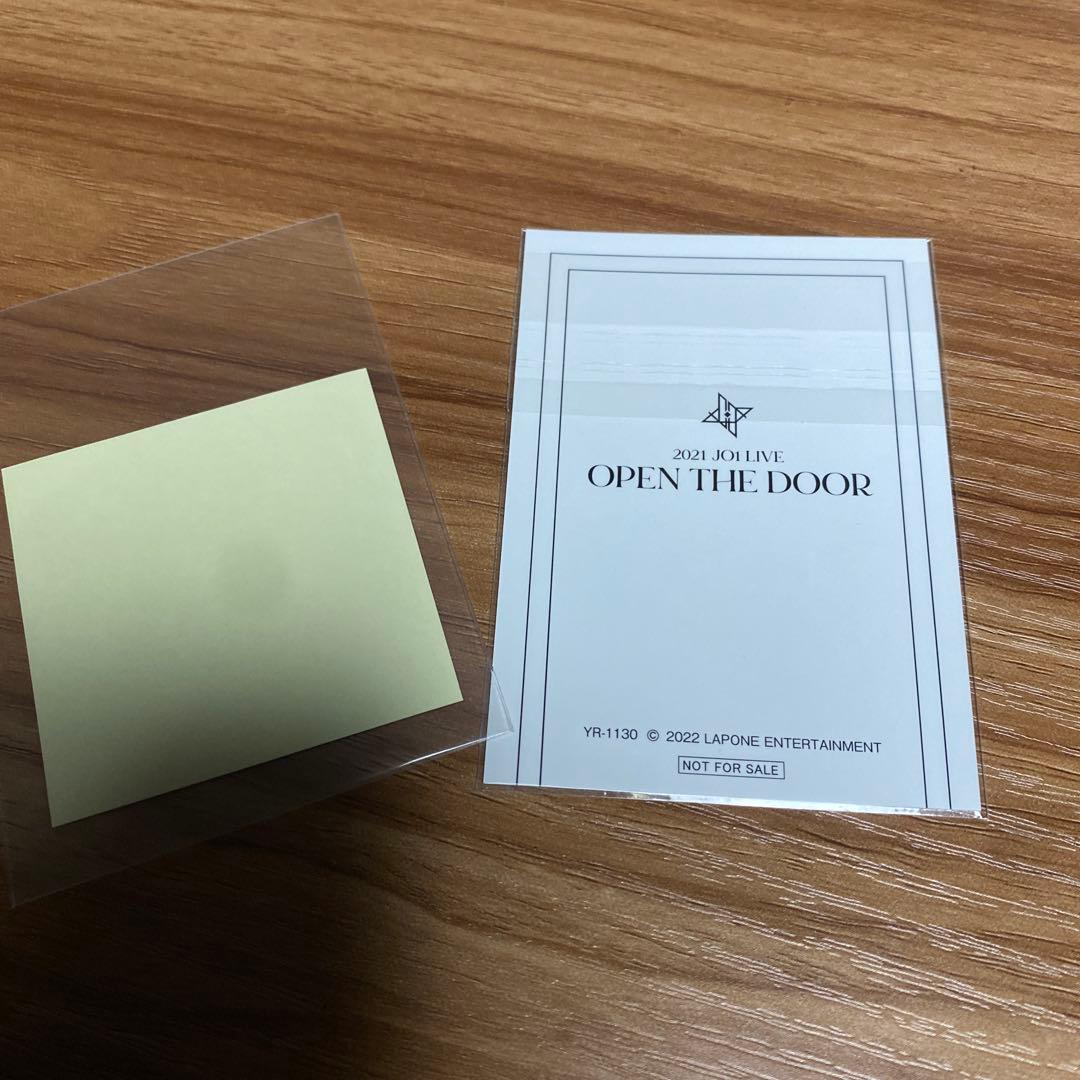 2021 JO1 LIVE
OPEN THE DOOR
YR-1130 © 2022 LAPONE ENTERTAINMENT
NOT FOR SALE